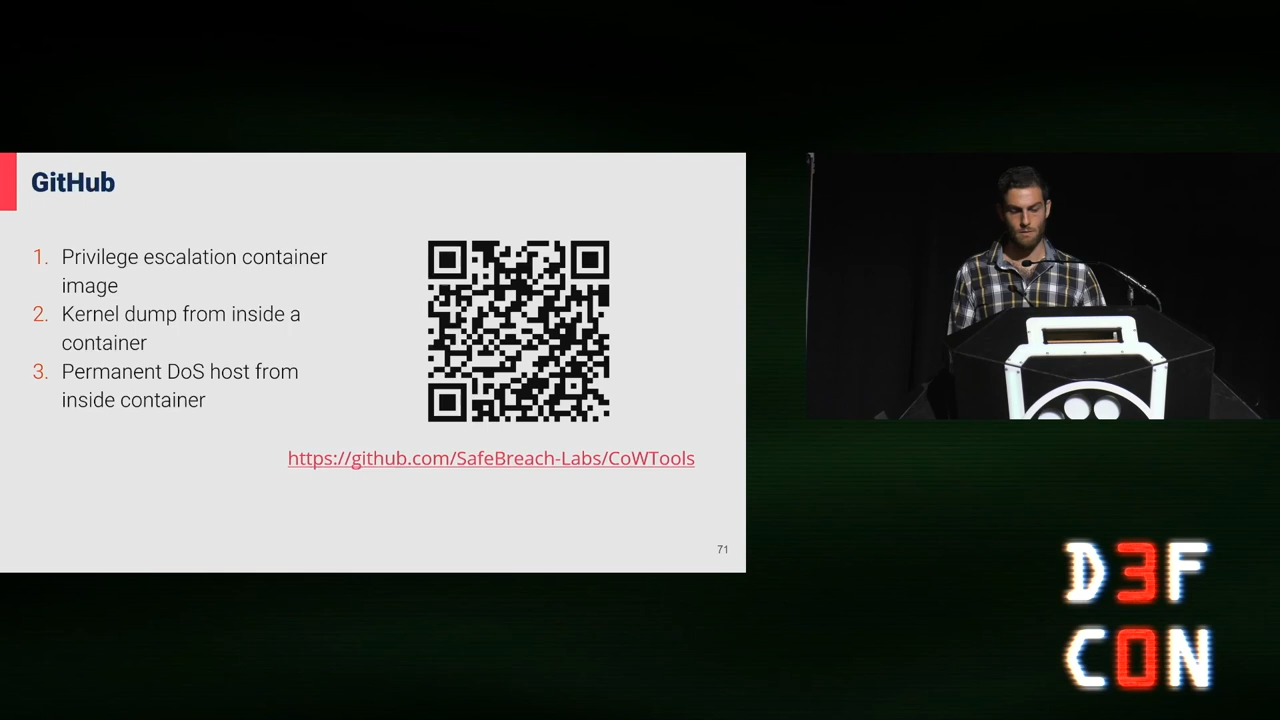 GitHub
1. Privilege escalation container
image
2. Kernel dump from inside a
container
3. Permanent DoS host from
inside container
https://github.com/SafeBreach-Labs/CoWTools
71
D3F
C0N